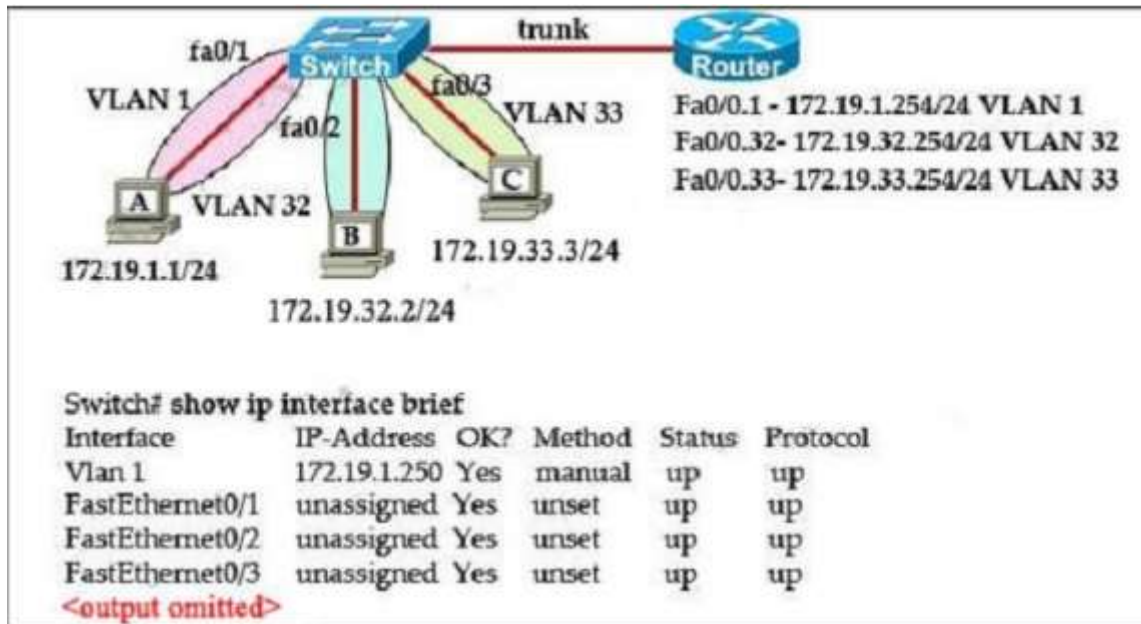 trunk
fa0/1
Switch
Router
fa0/3
VLAN 1
VLAN 33
fa0/2
Fa0/0.1 - 172.19.1.254/24 VLAN 1
Fa0/0.32- 172.19.32.254/24 VLAN 32
Fa0/0.33- 172.19.33.254/24 VLAN 33
A
VLAN 32
B
C
172.19.1.1/24
172.19.33.3/24
172.19.32.2/24
Switch# show ip interface brief
Interface IP-Address OK? Method Status Protocol
Vlan 1 172.19.1.250 Yes manual up up
FastEthernet0/1 unassigned Yes unset up up
FastEthernet0/2 unassigned Yes unset up up
FastEthernet0/3 unassigned Yes unset up up
<output omitted>